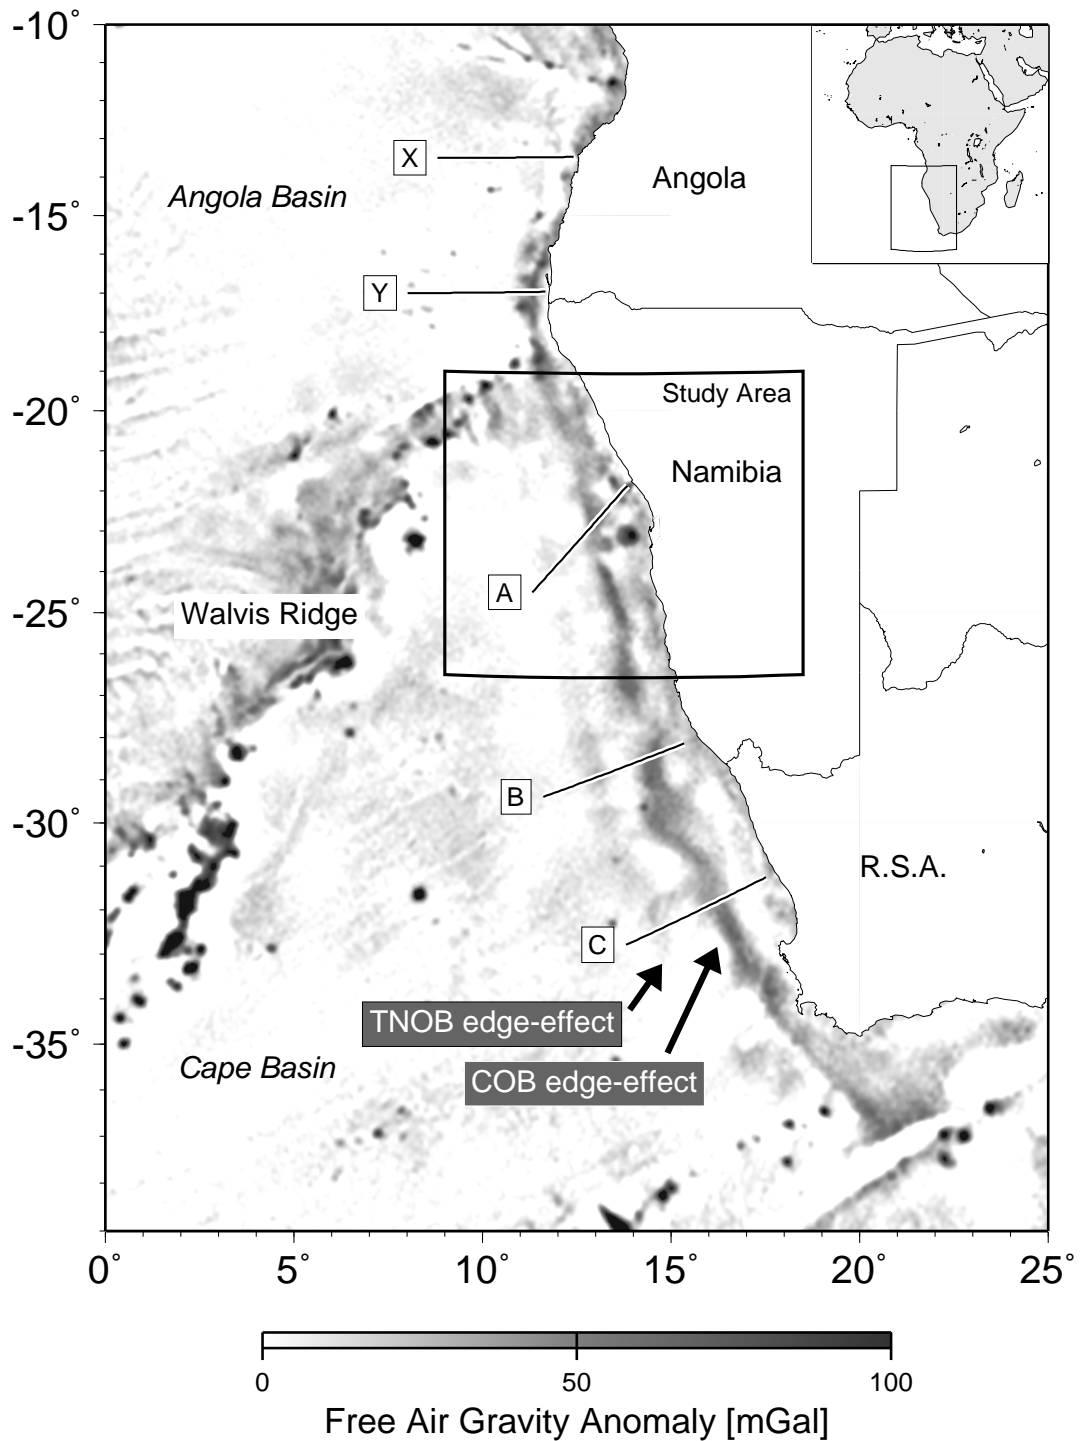 -10°
X
Angola Basin
Angola
-15°
Y
Study Area
-20°
Namibia
A
-25°
Walvis Ridge
B
-30°
R.S.A.
C
TNOB edge-effect
-35°
Cape Basin
COB edge-effect
0° 5° 10° 15° 20° 25°
0 50 100
Free Air Gravity Anomaly [mGal]